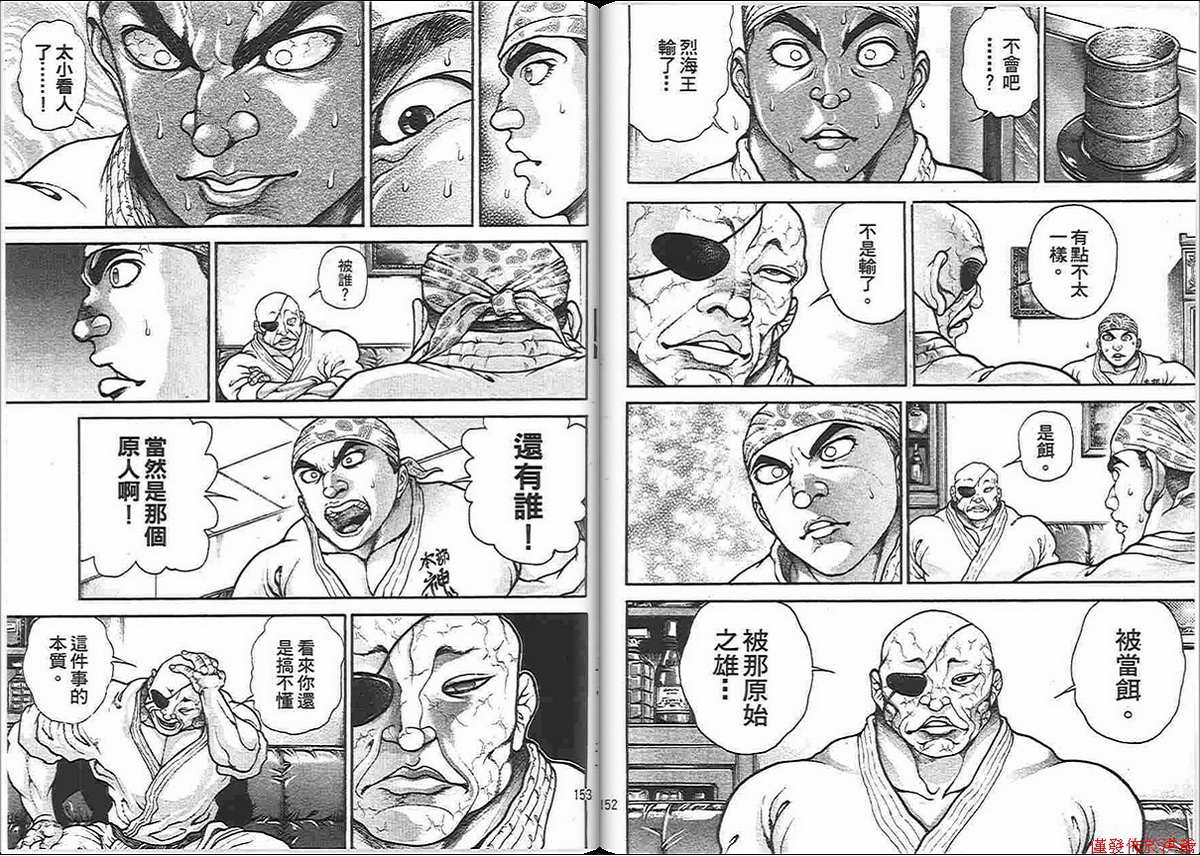 不會吧
……?
烈海王
輸了…
有點不太
一樣。
不是輸了。
是餌。
被當餌。
被那原始
之雄…
152
太小看人
了……!
被誰?
還有誰!
當然是那個
原人啊!
本部
神
看來你還
是搞不懂
這件事的
本質。
153